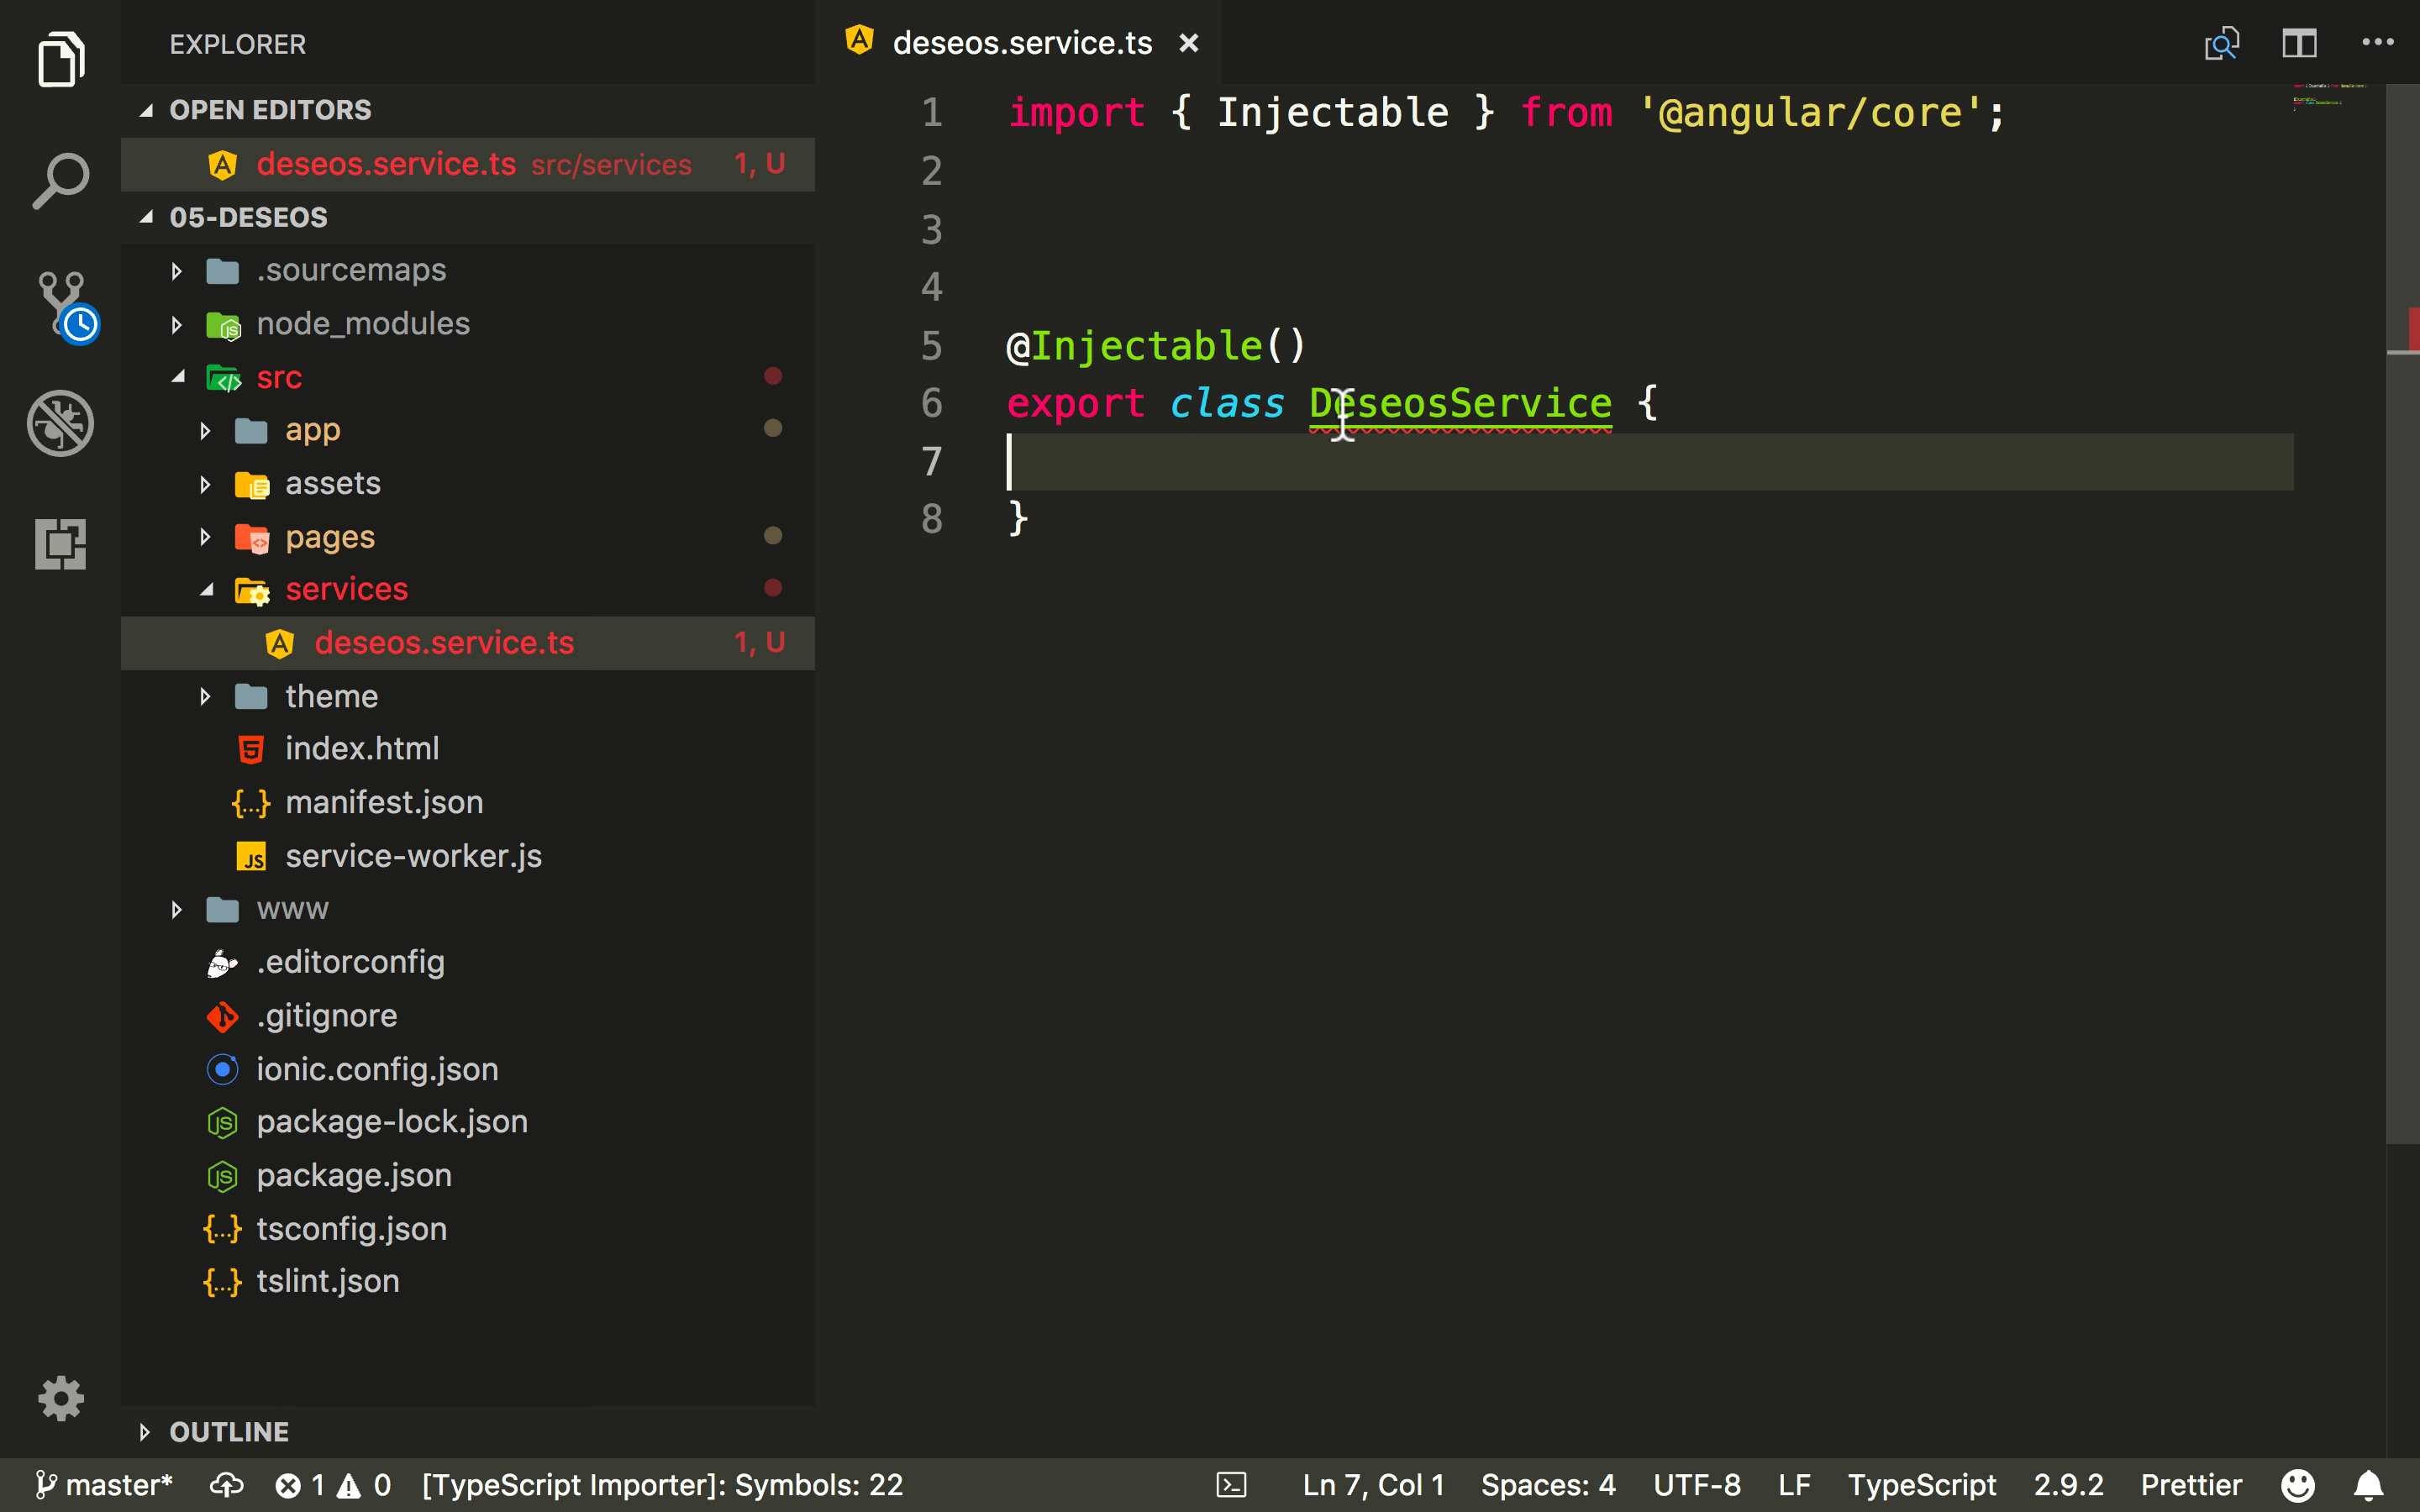 EXPLORER
OPEN EDITORS
deseos.service.ts src/services 1, U
05-DESEOS
.sourcemaps
node_modules
src
app
assets
pages
services
deseos.service.ts 1, U
theme
index.html
manifest.json
service-worker.js
www
.editorconfig
.gitignore
ionic.config.json
package-lock.json
package.json
tsconfig.json
tslint.json
OUTLINE
deseos.service.ts
1 import { Injectable } from '@angular/core';
2
3
4
5 @Injectable()
6 export class DeseosService {
7
8 }
master* 1 0 [TypeScript Importer]: Symbols: 22 Ln 7, Col 1 Spaces: 4 UTF-8 LF TypeScript 2.9.2 Prettier